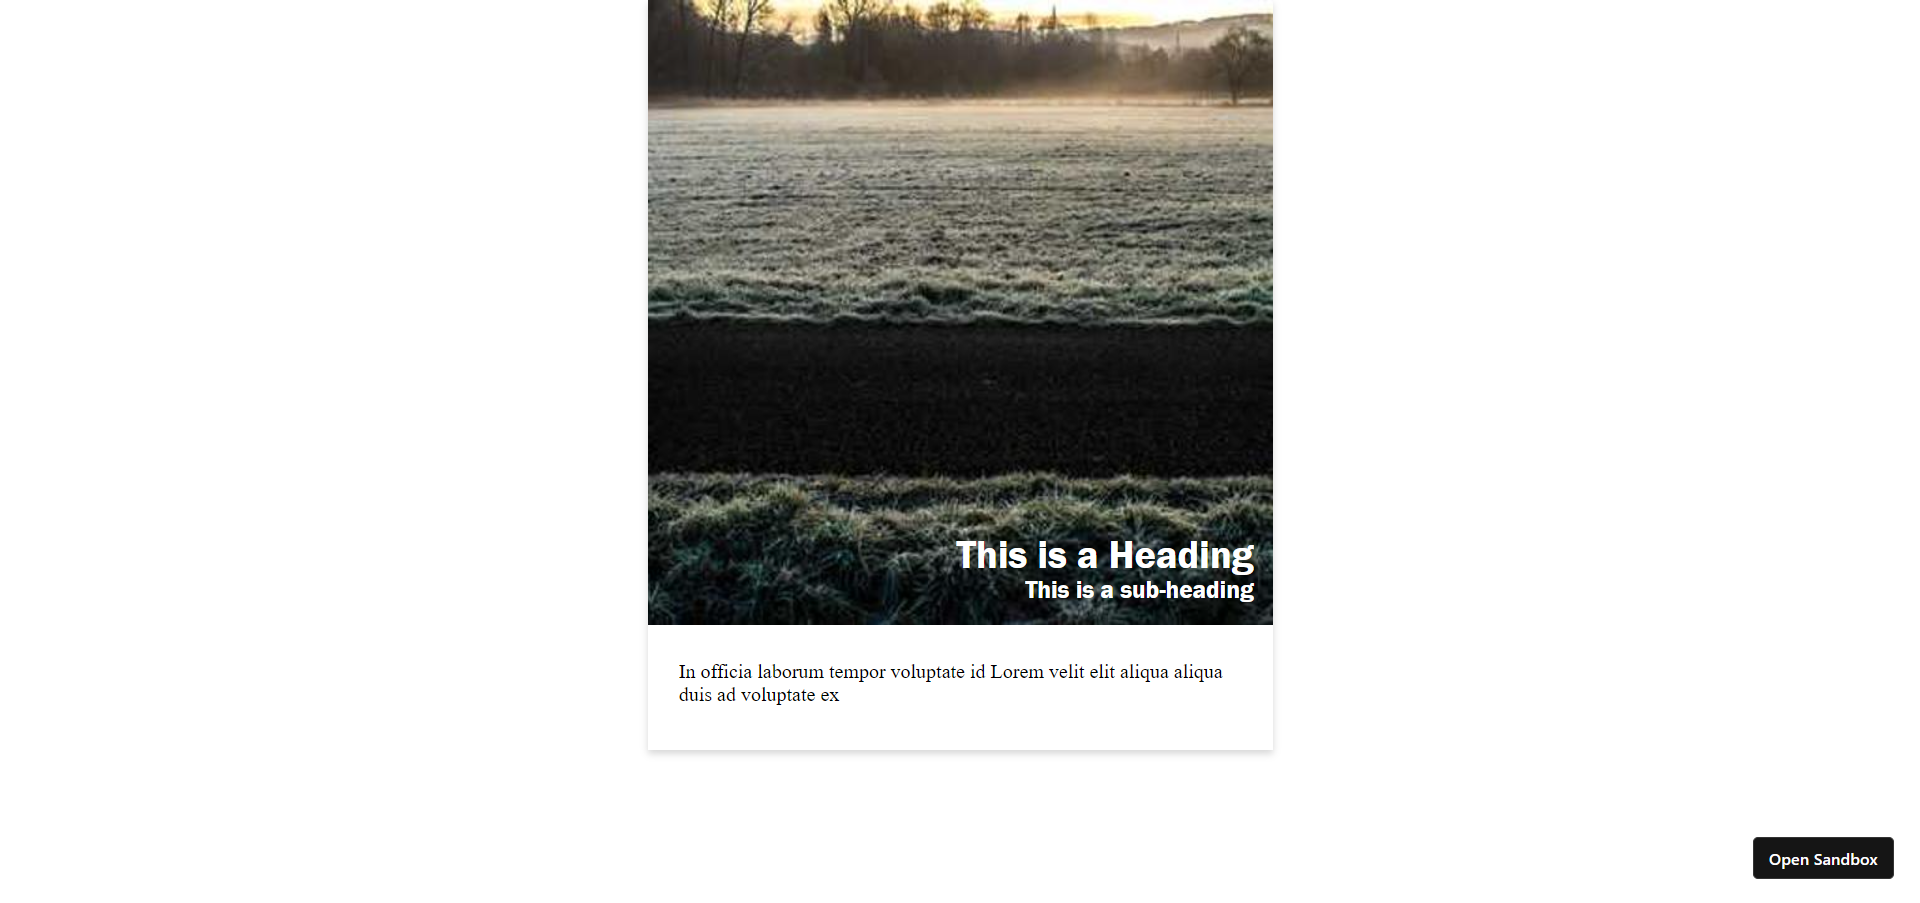 This is a Heading
This is a sub-heading
In officia laborum tempor voluptate id Lorem velit elit aliqua aliqua
duis ad voluptate ex
Open Sandbox